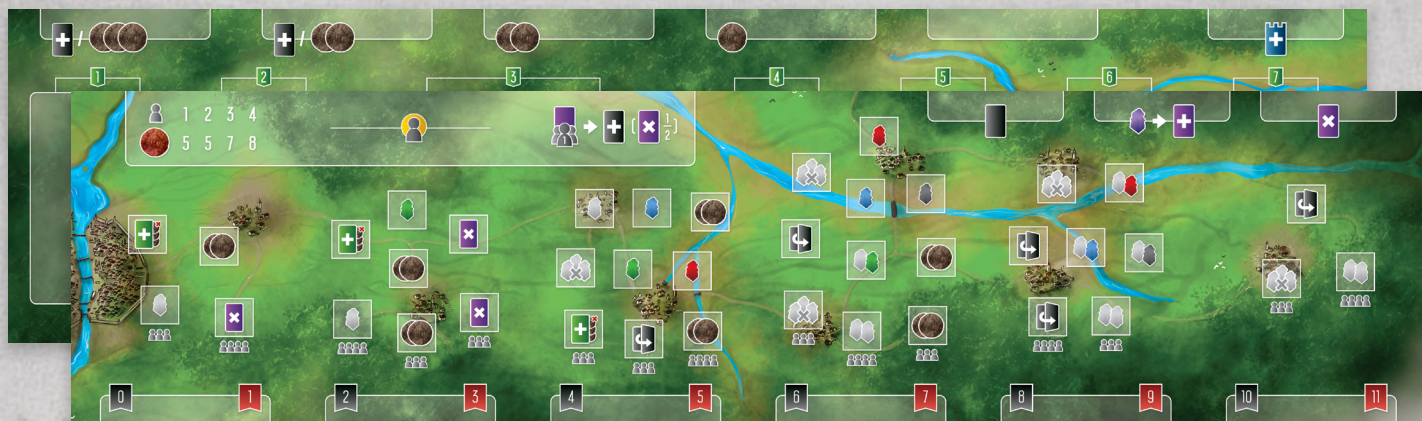 + / + /
+
1 2 3 4 5 6 7
1 2 3 4
5 5 7 8
1 + ( × 1/2 )
+ ×
×
× ×
+ + ×
×
× ×
× ×
+
0 1 2 3 4 5 6 7 8 9 10 11